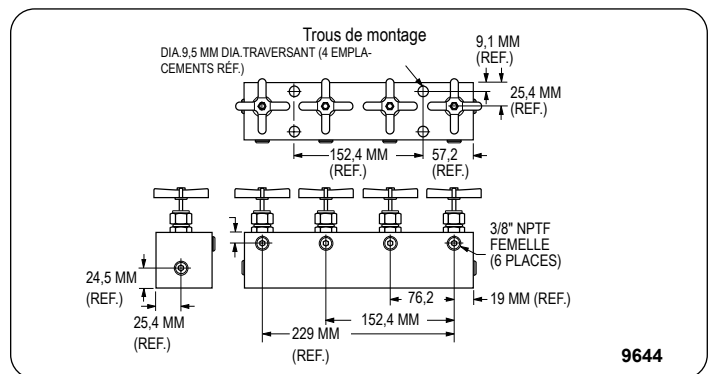 Trous de montage
DIA.9,5 MM DIA.TRAVERSANT (4 EMPLA-
CEMENTS RÉF.)
9,1 MM
(REF.)
25,4 MM
(REF.)
152,4 MM
(REF.)
57,2
(REF.)
3/8" NPTF
FEMELLE
(6 PLACES)
24,5 MM
(REF.)
25,4 MM
(REF.)
76,2
19 MM (REF.)
152,4 MM
229 MM
(REF.)
9644